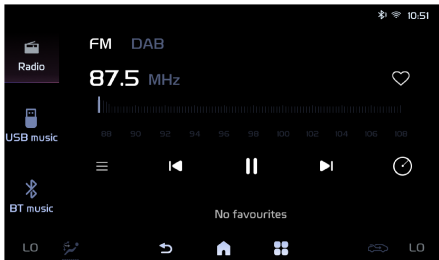 10:51
FM DAB
Radio
87.5 MHz
88 90 92 94 96 98 100 102 104 106 108
USB music
BT music
No favourites
LO LO